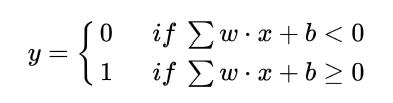 y = { 0 if ∑ w · x + b < 0
1 if ∑ w · x + b ≥ 0